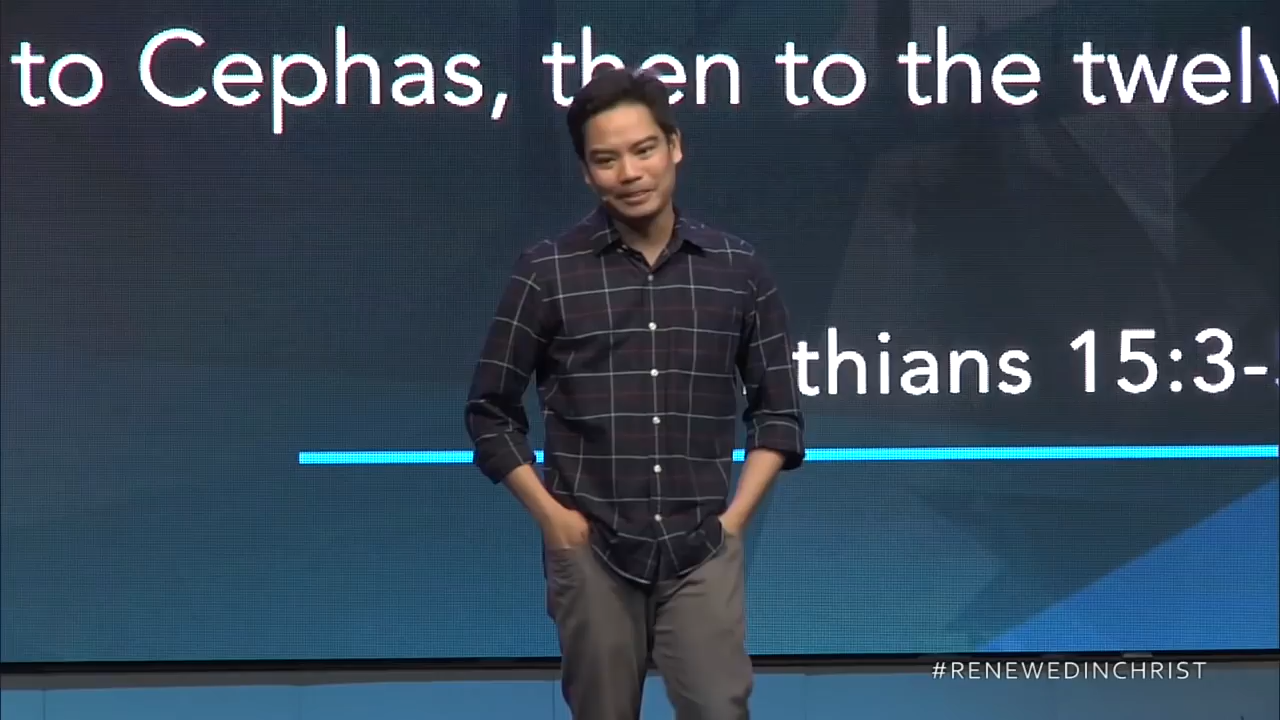 to Cephas, then to the twelv
thians 15:3-
#RENEWEDINCHRIST